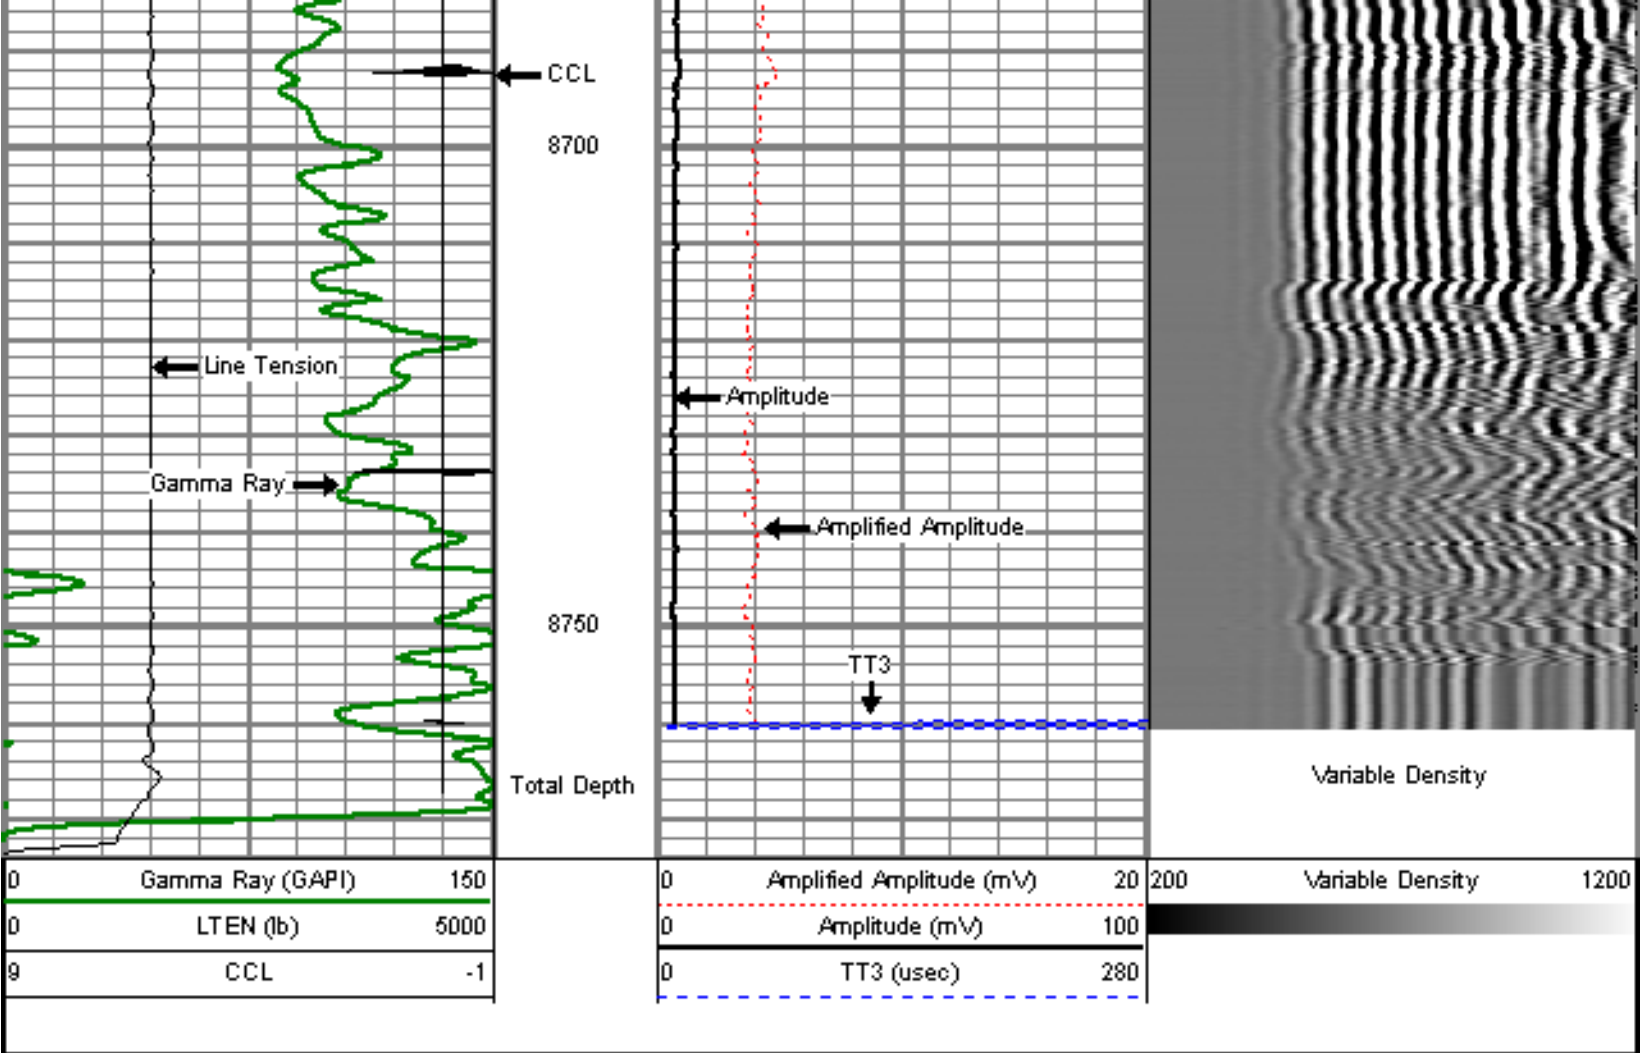 CCL
8700
Line Tension
Amplitude
Gamma Ray
Amplified Amplitude
8750
TT3
Total Depth
Variable Density
0 Gamma Ray (GAPI) 150
0 LTEN (lb) 5000
9 CCL -1
0 Amplified Amplitude (mV) 20
0 Amplitude (mV) 100
0 TT3 (usec) 280
200 Variable Density 1200